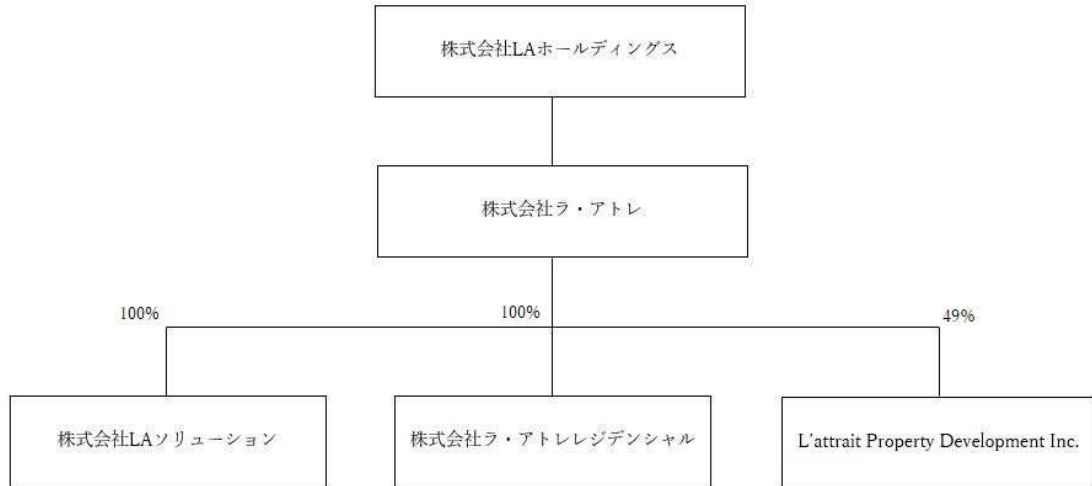 株式会社LAホールディングス
株式会社ラ・アトレ
100%
100%
49%
株式会社LAソリューション
株式会社ラ・アトレレジデンシャル
L'attrait Property Development Inc.